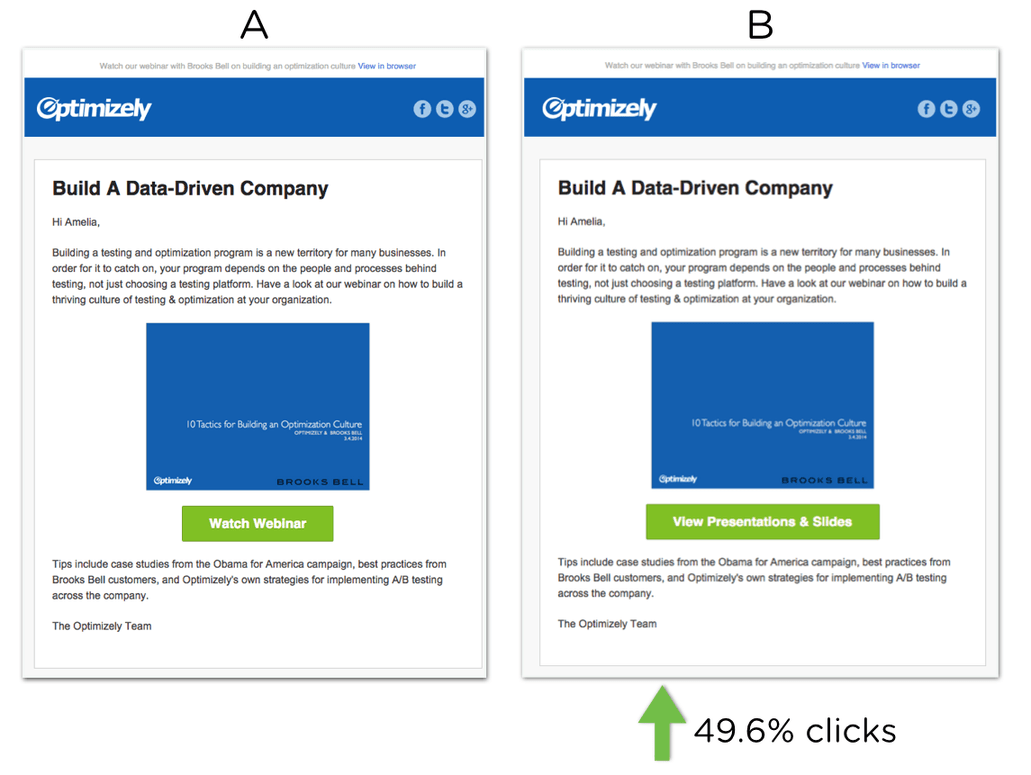 A
Watch our webinar with Brooks Bell on building an optimization culture View in browser
Optimizely
Build A Data-Driven Company
Hi Amelia,
Building a testing and optimization program is a new territory for many businesses. In
order for it to catch on, your program depends on the people and processes behind
testing, not just choosing a testing platform. Have a look at our webinar on how to build a
thriving culture of testing & optimization at your organization.
10 Tactics for Building an Optimization Culture
OPTIMIZELY & BROOKS BELL
3.4.2014
Optimizely
BROOKS BELL
Watch Webinar
Tips include case studies from the Obama for America campaign, best practices from
Brooks Bell customers, and Optimizely's own strategies for implementing A/B testing
across the company.
The Optimizely Team
B
Watch our webinar with Brooks Bell on building an optimization culture View in browser
Optimizely
Build A Data-Driven Company
Hi Amelia,
Building a testing and optimization program is a new territory for many businesses. In
order for it to catch on, your program depends on the people and processes behind
testing, not just choosing a testing platform. Have a look at our webinar on how to build a
thriving culture of testing & optimization at your organization.
10 Tactics for Building an Optimization Culture
OPTIMIZELY & BROOKS BELL
3.4.2014
Optimizely
BROOKS BELL
View Presentations & Slides
Tips include case studies from the Obama for America campaign, best practices from
Brooks Bell customers, and Optimizely's own strategies for implementing A/B testing
across the company.
The Optimizely Team
49.6% clicks